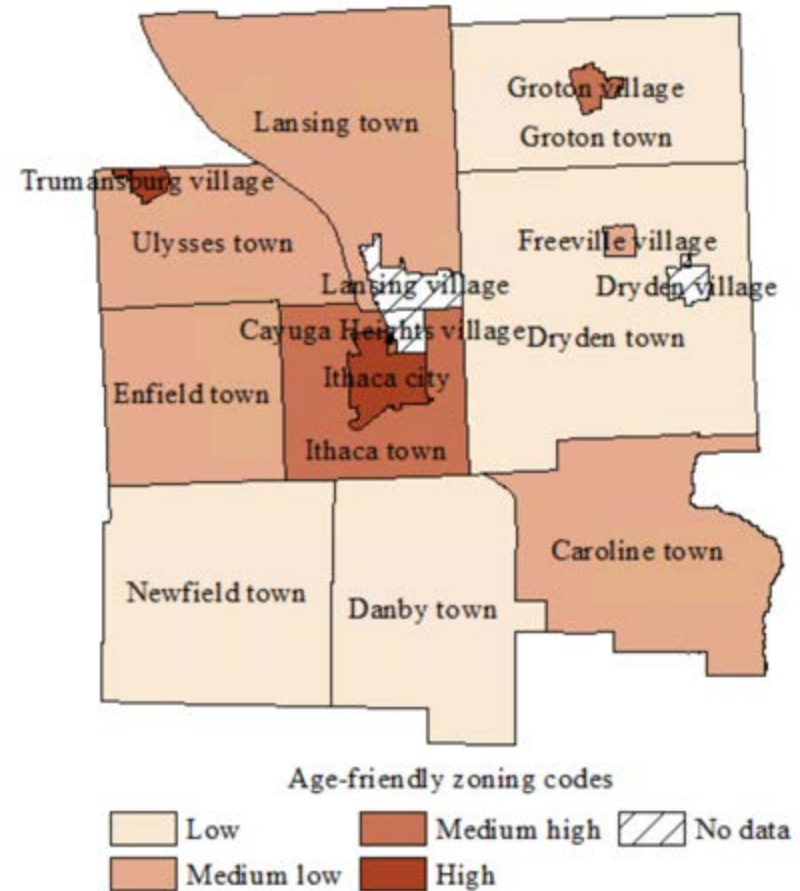 Groton village
Lansing town
Groton town
Trumansburg village
Ulysses town
Freeville village
Lansing village
Dryden village
Cayuga Heights village
Dryden town
Ithaca city
Enfield town
Ithaca town
Caroline town
Newfield town
Danby town
Age-friendly zoning codes
Low
Medium high
No data
Medium low
High